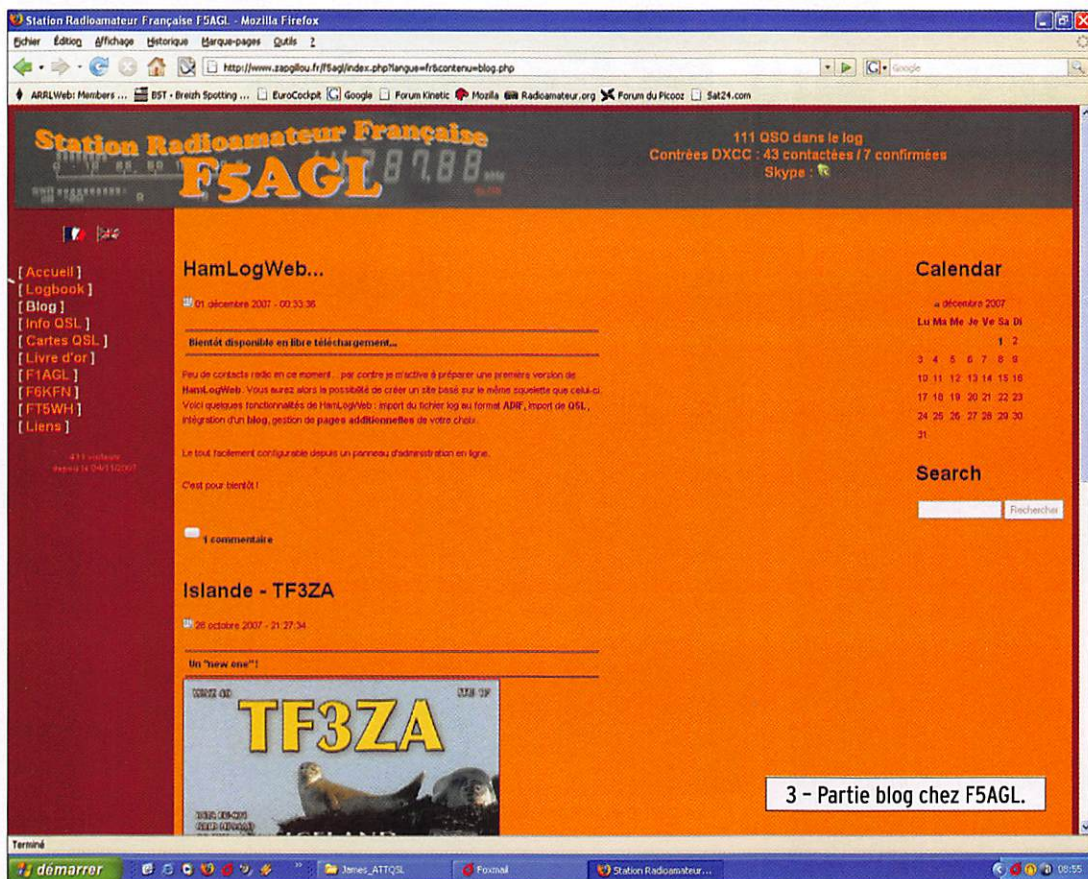 Station Radioamateur Française F5AGL - Mozilla Firefox
Fichier Édition Affichage Historique Marque-pages Outils ?
http://www.zapgillou.fr/f5agl/index.php?langue=fr&contenu=blog.php
Google
ARRLWeb: Members ... BST - Breizh Spotting ... EuroCockpit Google Forum Kinetic Mozilla Radioamateur.org Forum du Picooz Sat24.com
Station Radioamateur Française
F5AGL
111 QSO dans le log
Contrées DXCC : 43 contactées / 7 confirmées
Skype :
[ Accueil ]
[ Logbook ]
[ Blog ]
[ Info QSL ]
[ Cartes QSL ]
[ Livre d'or ]
[ F1AGL ]
[ F6KFN ]
[ FT5WH ]
[ Liens ]
visiteurs
depuis le 04/11/2007
HamLogWeb...
01 décembre 2007 - 00:33:36
Bientôt disponible en libre téléchargement...
Peu de contacts radio en ce moment... par contre je m'active à préparer une première version de
HamLogWeb. Vous aurez alors la possibilité de créer un site basé sur le même squelette que celui-ci.
Voici quelques fonctionnalités de HamLogWeb : import du fichier log au format ADIF, import de QSL,
intégration d'un blog, gestion de pages additionnelles de votre choix.
Le tout facilement configurable depuis un panneau d'administration en ligne.
C'est pour bientôt !
1 commentaire
Islande - TF3ZA
28 octobre 2007 - 21:27:34
Un "new one" !
TF3ZA
ICELAND
Calendar
« décembre 2007
Lu Ma Me Je Ve Sa Di
1 2
3 4 5 6 7 8 9
10 11 12 13 14 15 16
17 18 19 20 21 22 23
24 25 26 27 28 29 30
31
Search
Rechercher
3 – Partie blog chez F5AGL.
Terminé
démarrer James_ATTQSL Foxmail Station Radioamateur... 08:55